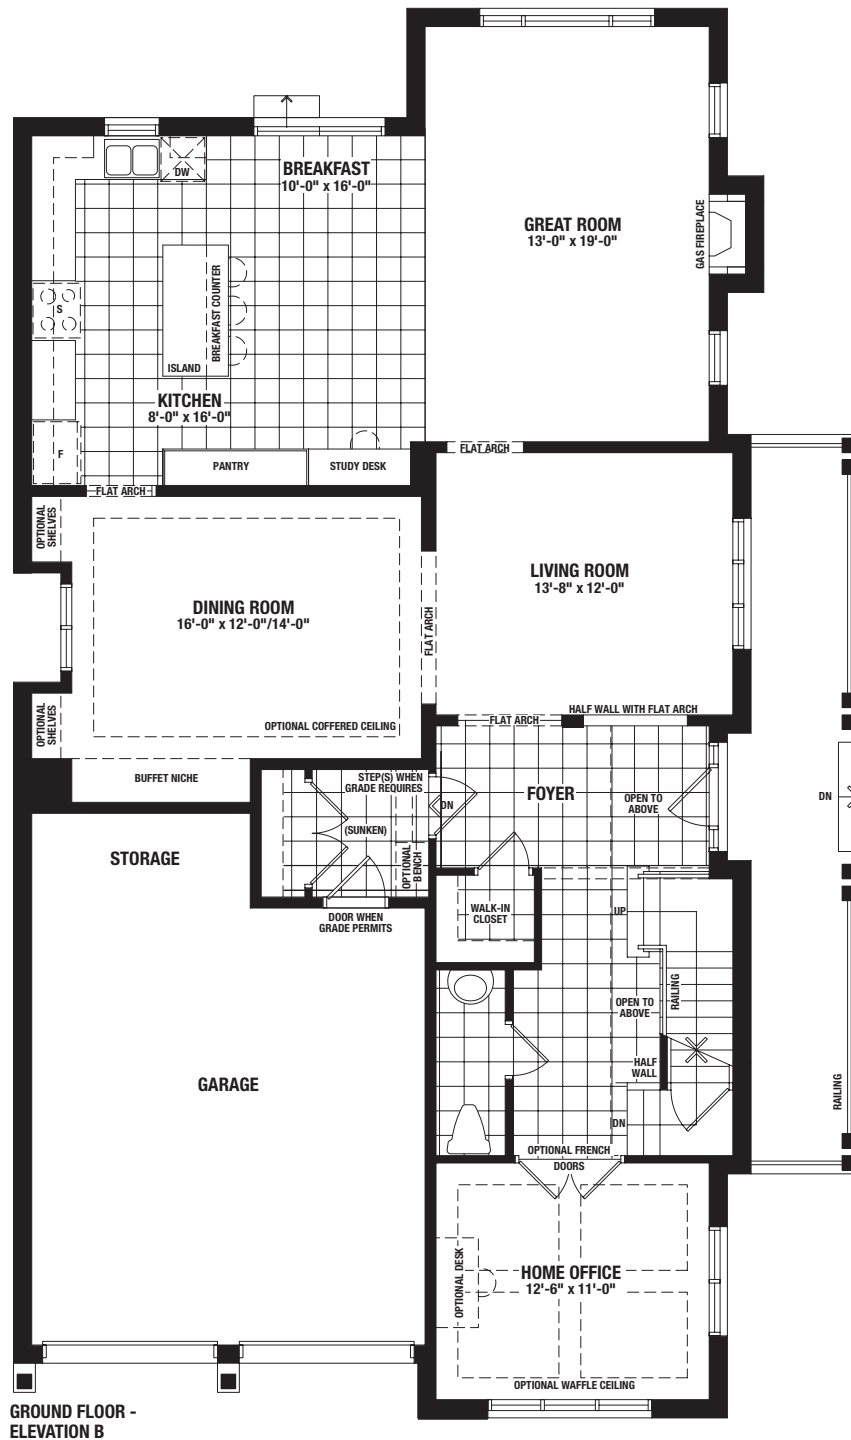 BREAKFAST
10'-0" x 16'-0"
DW
GREAT ROOM
13'-0" x 19'-0"
GAS FIREPLACE
S
BREAKFAST COUNTER
ISLAND
KITCHEN
8'-0" x 16'-0"
F
PANTRY
STUDY DESK
FLAT ARCH
FLAT ARCH
OPTIONAL
SHELVES
LIVING ROOM
13'-8" x 12'-0"
DINING ROOM
16'-0" x 12'-0"/14'-0"
FLAT ARCH
OPTIONAL
SHELVES
OPTIONAL COFFERED CEILING
HALF WALL WITH FLAT ARCH
FLAT ARCH
BUFFET NICHE
STEP(S) WHEN
GRADE REQUIRES
FOYER
DN
OPEN TO
ABOVE
DN
(SUNKEN)
STORAGE
OPTIONAL
BENCH
WALK-IN
CLOSET
UP
DOOR WHEN
GRADE PERMITS
RAILING
OPEN TO
ABOVE
HALF
WALL
GARAGE
RAILING
DN
OPTIONAL FRENCH
DOORS
OPTIONAL DESK
HOME OFFICE
12'-6" x 11'-0"
OPTIONAL WAFFLE CEILING
GROUND FLOOR -
ELEVATION B